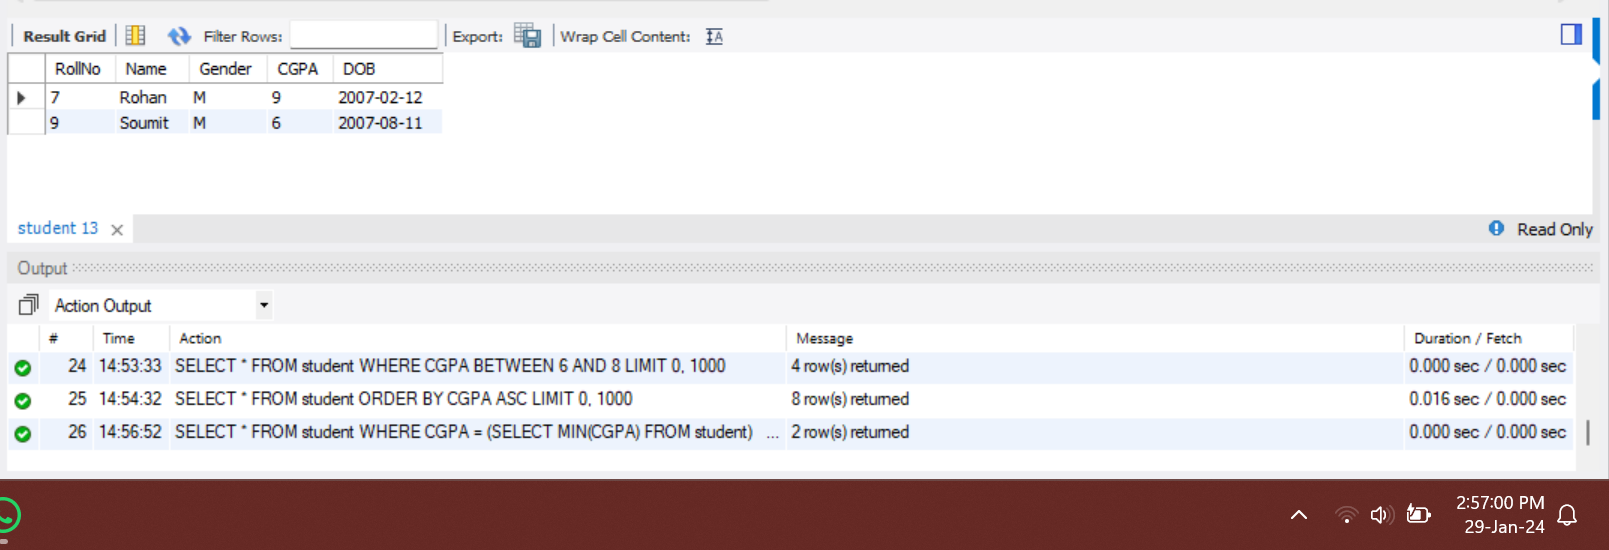 Result Grid Filter Rows: Export: Wrap Cell Content: A
RollNo Name Gender CGPA DOB
7 Rohan M 9 2007-02-12
9 Soumit M 6 2007-08-11
student 13 Read Only
Output
Action Output
# Time Action Message Duration / Fetch
24 14:53:33 SELECT * FROM student WHERE CGPA BETWEEN 6 AND 8 LIMIT 0, 1000 4 row(s) returned 0.000 sec / 0.000 sec
25 14:54:32 SELECT * FROM student ORDER BY CGPA ASC LIMIT 0, 1000 8 row(s) returned 0.016 sec / 0.000 sec
26 14:56:52 SELECT * FROM student WHERE CGPA = (SELECT MIN(CGPA) FROM student) ... 2 row(s) returned 0.000 sec / 0.000 sec
2:57:00 PM
29-Jan-24